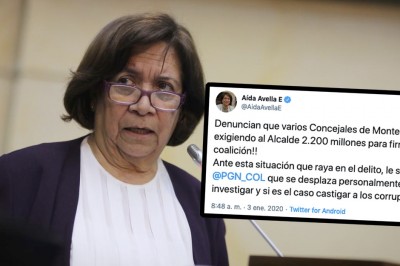 Aída Avella E
@AidaAvellaE
Denuncian que varios Concejales de Monte
exigiendo al Alcalde 2.200 millones para firm
coalición!!
Ante esta situación que raya en el delito, le s
@PGN_COL que se desplaza personalmente
investigar y si es el caso castigar a los corrup
8:48 a. m. · 3 ene. 2020 · Twitter for Android